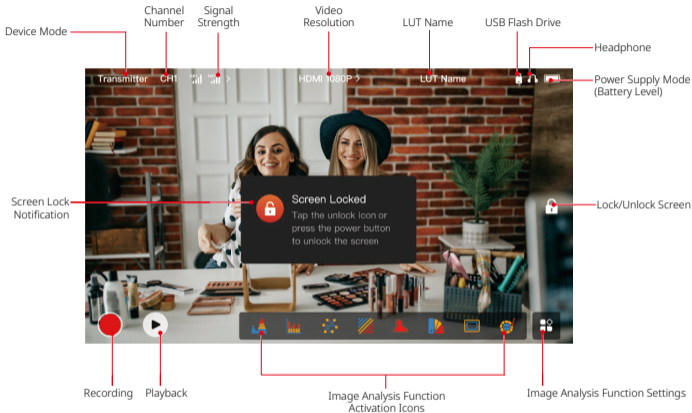 Device Mode
Channel
Number
Signal
Strength
Video
Resolution
LUT Name
USB Flash Drive
Headphone
Power Supply Mode
(Battery Level)
Transmitter CH1 HDMI 1080P > LUT Name
Screen Lock
Notification
Screen Locked
Tap the unlock icon or
press the power button
to unlock the screen
Lock/Unlock Screen
Recording
Playback
Image Analysis Function
Activation Icons
Image Analysis Function Settings